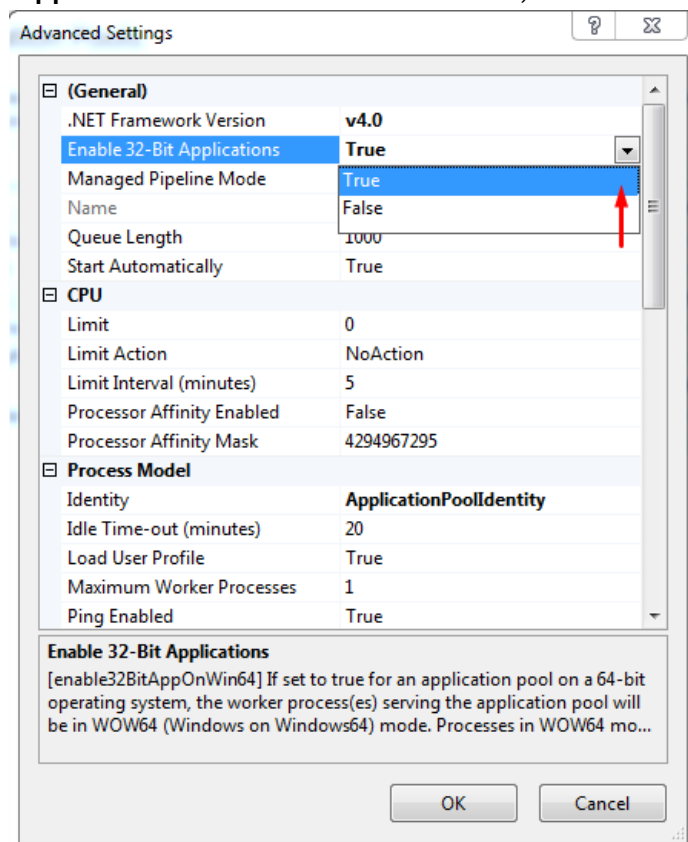 Advanced Settings
(General)
.NET Framework Version v4.0
Enable 32-Bit Applications True
Managed Pipeline Mode True
Name False
Queue Length 1000
Start Automatically True
CPU
Limit 0
Limit Action NoAction
Limit Interval (minutes) 5
Processor Affinity Enabled False
Processor Affinity Mask 4294967295
Process Model
Identity ApplicationPoolIdentity
Idle Time-out (minutes) 20
Load User Profile True
Maximum Worker Processes 1
Ping Enabled True
Enable 32-Bit Applications
[enable32BitAppOnWin64] If set to true for an application pool on a 64-bit
operating system, the worker process(es) serving the application pool will
be in WOW64 (Windows on Windows64) mode. Processes in WOW64 mo...
OK Cancel